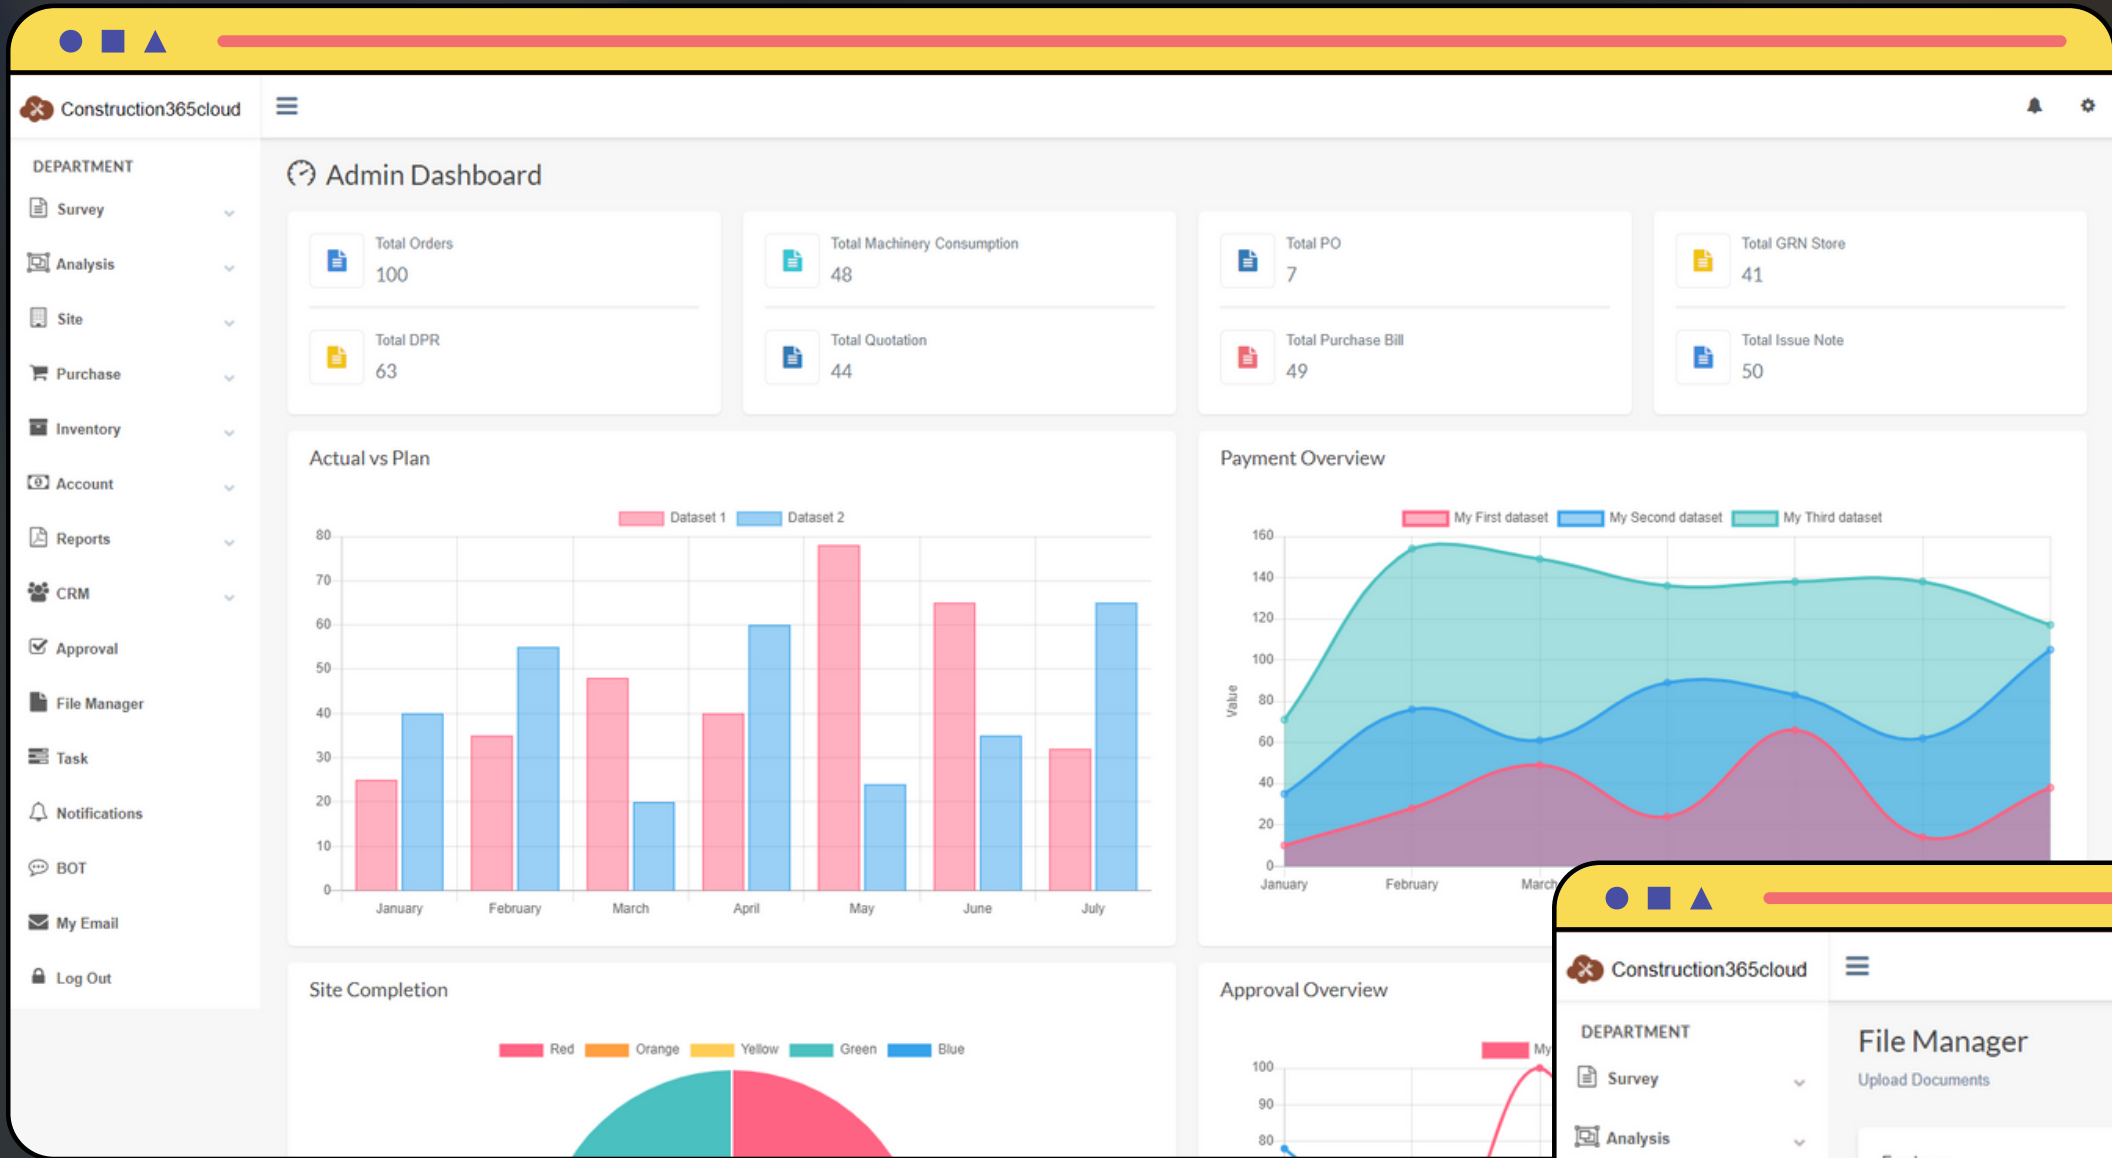 Construction365cloud
DEPARTMENT
Survey
Analysis
Site
Purchase
Inventory
Account
Reports
CRM
Approval
File Manager
Task
Notifications
BOT
My Email
Log Out
Admin Dashboard
Total Orders
100
Total DPR
63
Total Machinery Consumption
48
Total Quotation
44
Total PO
7
Total Purchase Bill
49
Total GRN Store
41
Total Issue Note
50
Actual vs Plan
Dataset 1 Dataset 2
80
70
60
50
40
30
20
10
0
January February March April May June July
Payment Overview
My First dataset My Second dataset My Third dataset
Value
160
140
120
100
80
60
40
20
0
January February March
Site Completion
Red Orange Yellow Green Blue
Approval Overview
My
100
90
80
Construction365cloud
DEPARTMENT
Survey
Analysis
File Manager
Upload Documents